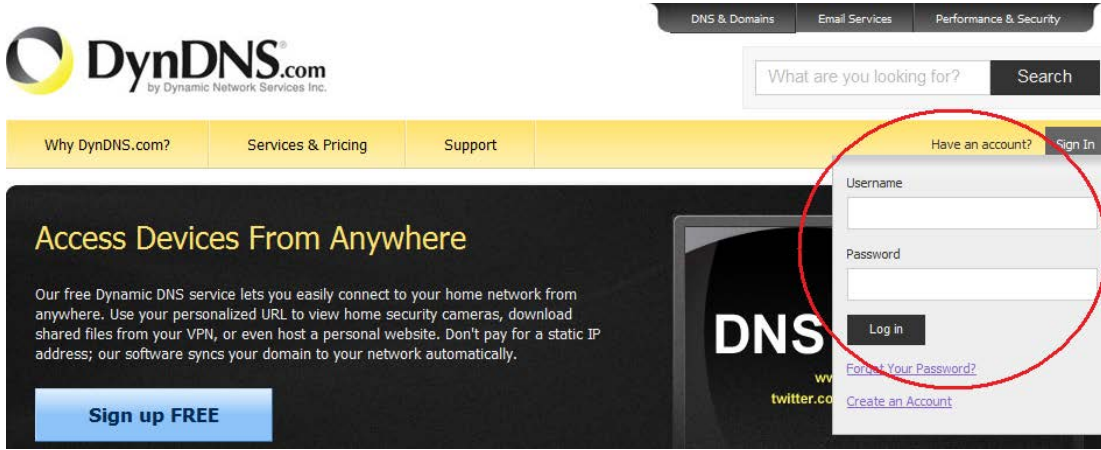 DNS & Domains
Email Services
Performance & Security
DynDNS®.com
by Dynamic Network Services Inc.
What are you looking for?
Search
Why DynDNS.com?
Services & Pricing
Support
Have an account?
Sign In
Access Devices From Anywhere
Our free Dynamic DNS service lets you easily connect to your home network from
anywhere. Use your personalized URL to view home security cameras, download
shared files from your VPN, or even host a personal website. Don't pay for a static IP
address; our software syncs your domain to your network automatically.
Sign up FREE
DNS
twitter.co
Username
Password
Log in
Forgot Your Password?
Create an Account